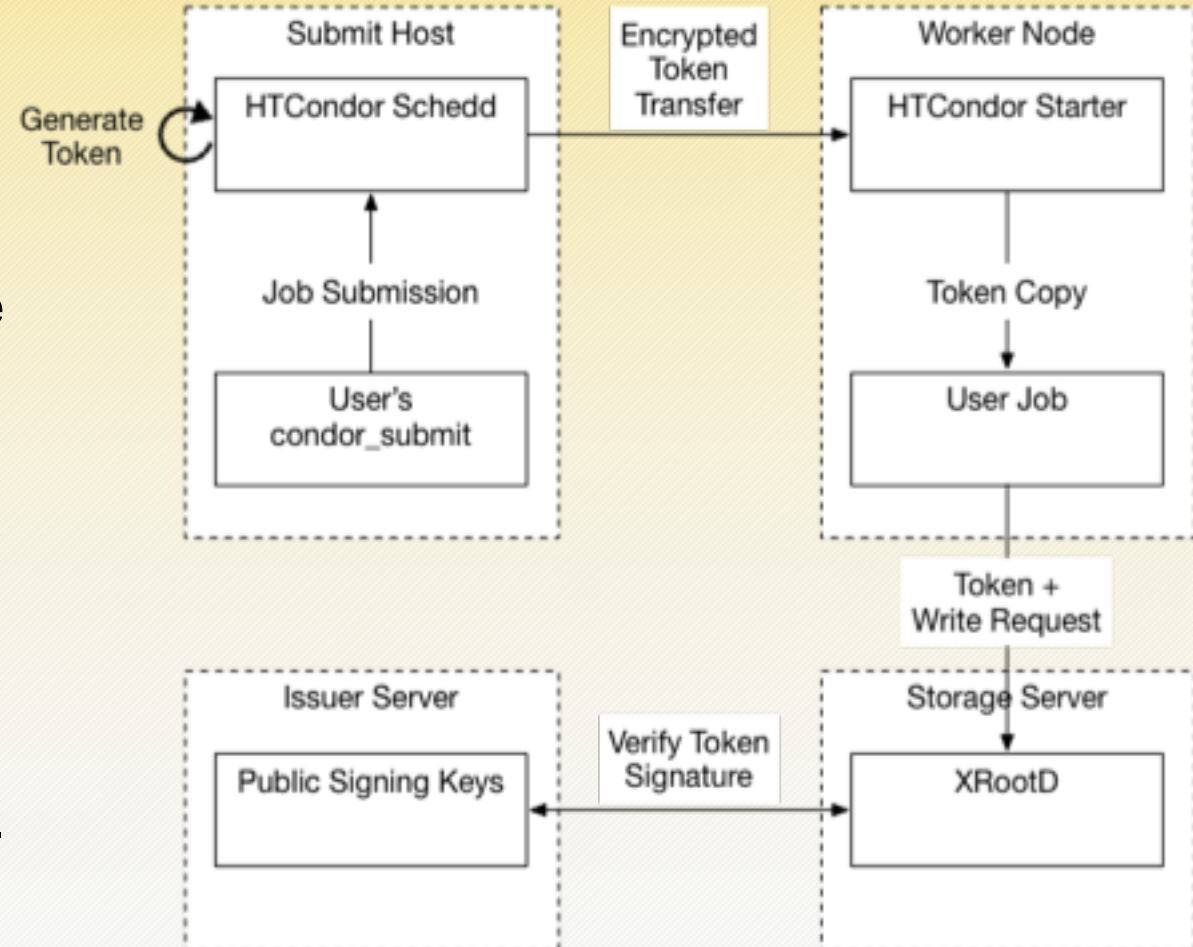 Submit Host
HTCondor Schedd
Generate
Token
Job Submission
User's
condor_submit
Encrypted
Token
Transfer
Worker Node
HTCondor Starter
Token Copy
User Job
Token +
Write Request
Issuer Server
Public Signing Keys
Verify Token
Signature
Storage Server
XRootD